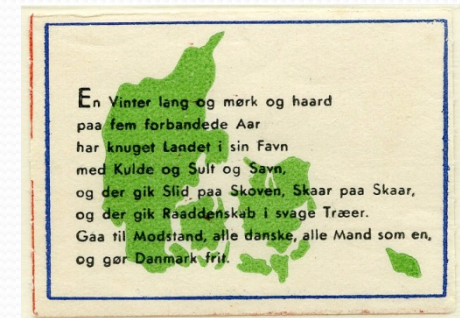 En Vinter lang og mørk og haard
paa fem forbandede Aar
har knuget Landet i sin Favn
med Kulde og Sult og Savn,
og der gik Slid paa Skoven, Skaar paa Skaar,
og der gik Raaddenskab i svage Træer.
Gaa til Modstand, alle danske, alle Mand som en,
og gør Danmark frit.